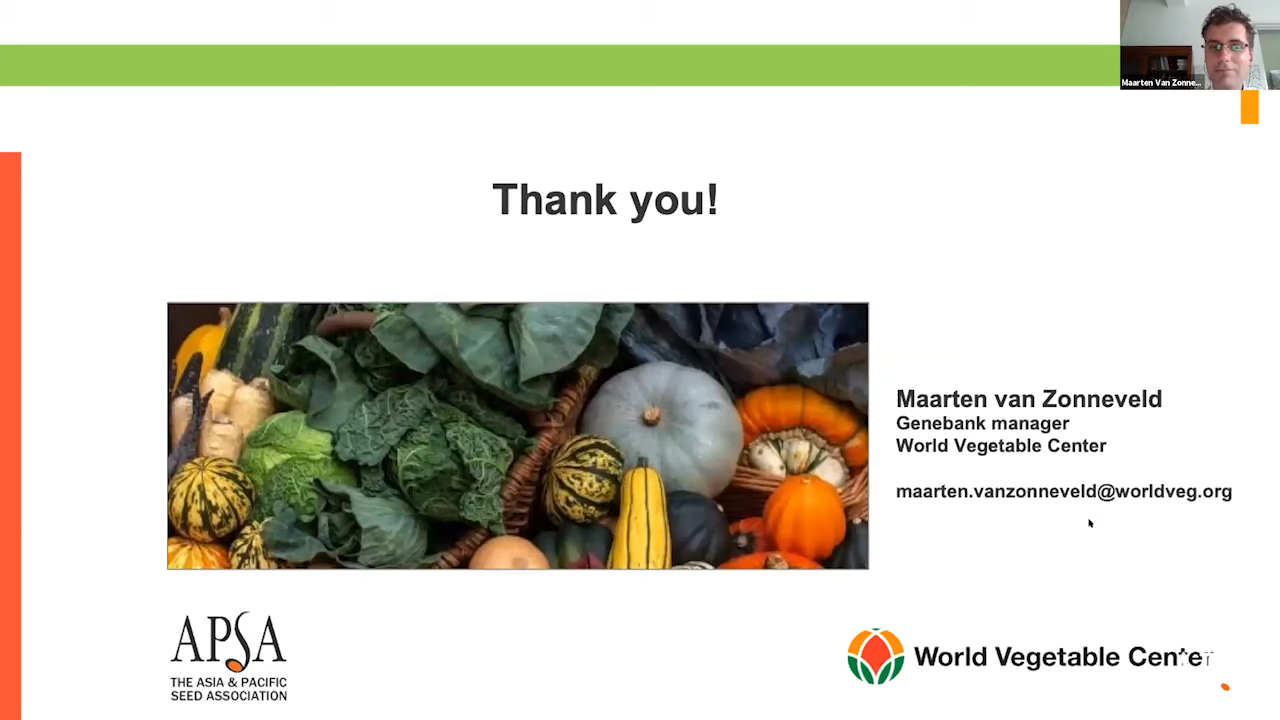 Maarten Van Zonne...
Thank you!
Maarten van Zonneveld
Genebank manager
World Vegetable Center
maarten.vanzonneveld@worldveg.org
APSA
THE ASIA & PACIFIC
SEED ASSOCIATION
World Vegetable Center